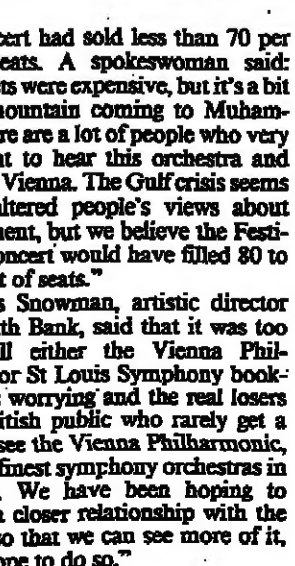 cert had sold less than 70 per
eats. A spokeswoman said:
ts were expensive, but it's a bit
nountain coming to Muham-
re are a lot of people who very
nt to hear this orchestra and
Vienna. The Gulf crisis seems
altered people's views about
nent, but we believe the Festi-
oncert would have filled 80 to
t of seats."
s Snowman, artistic director
th Bank, said that it was too
ll either the Vienna Phil-
or St Louis Symphony book-
worrying and the real losers
itish public who rarely get a
see the Vienna Philharmonic,
finest symphony orchestras in
. We have been hoping to
a closer relationship with the
so that we can see more of it,
ope to do so."